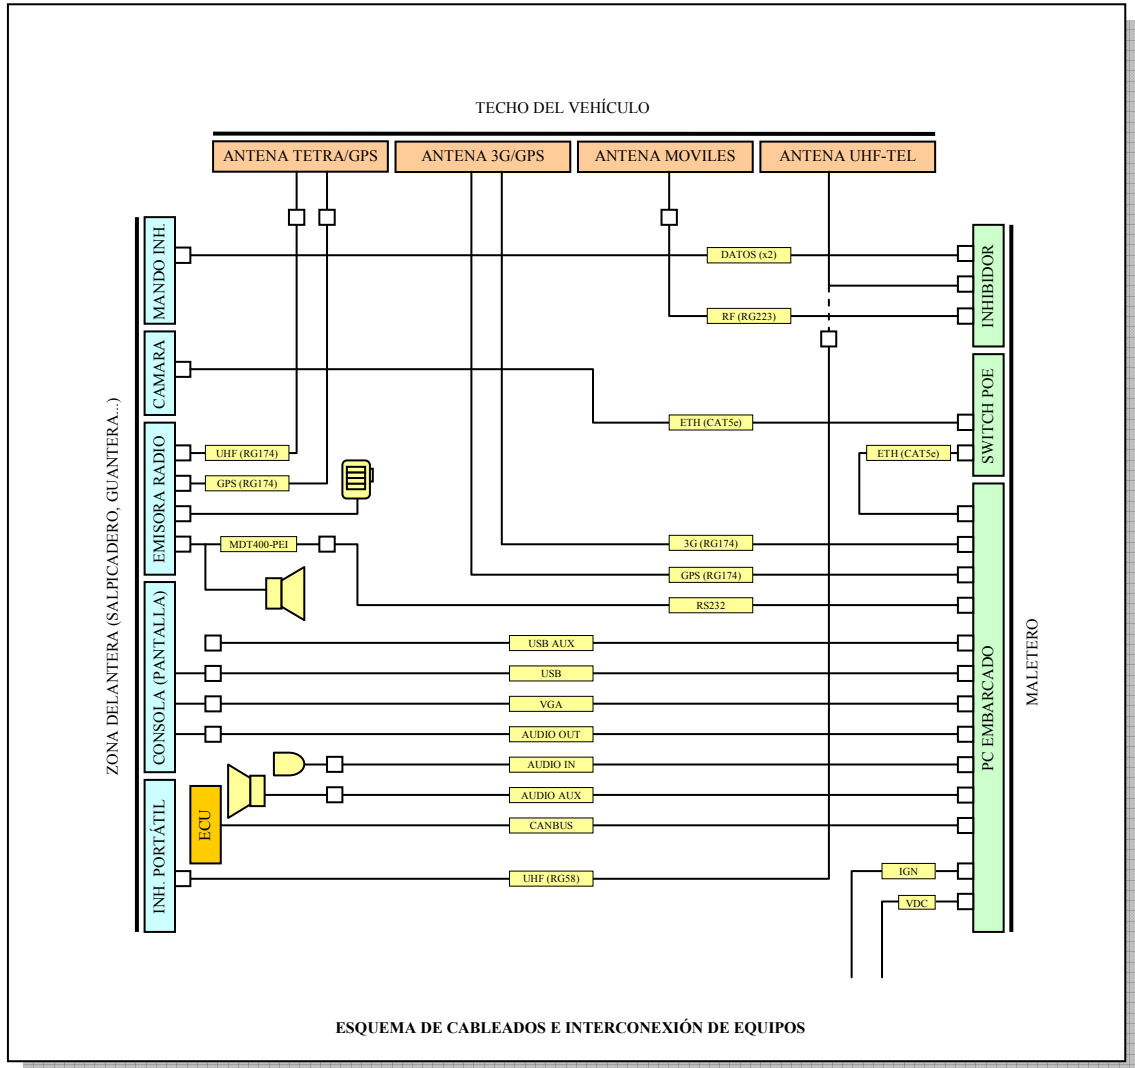 TECHO DEL VEHÍCULO
ANTENA TETRA/GPS
ANTENA 3G/GPS
ANTENA MOVILES
ANTENA UHF-TEL
ZONA DELANTERA (SALPICADERO, GUANTERA...)
MANDO INH.
CAMARA
EMISORA RADIO
CONSOLA (PANTALLA)
INH. PORTÁTIL
ECU
DATOS (x2)
RF (RG223)
ETH (CAT5e)
ETH (CAT5e)
UHF (RG174)
GPS (RG174)
MDT400-PEI
3G (RG174)
GPS (RG174)
RS232
USB AUX
USB
VGA
AUDIO OUT
AUDIO IN
AUDIO AUX
CANBUS
UHF (RG58)
IGN
VDC
INHIBIDOR
SWITCH POE
PC EMBARCADO
MALETERO
ESQUEMA DE CABLEADOS E INTERCONEXIÓN DE EQUIPOS